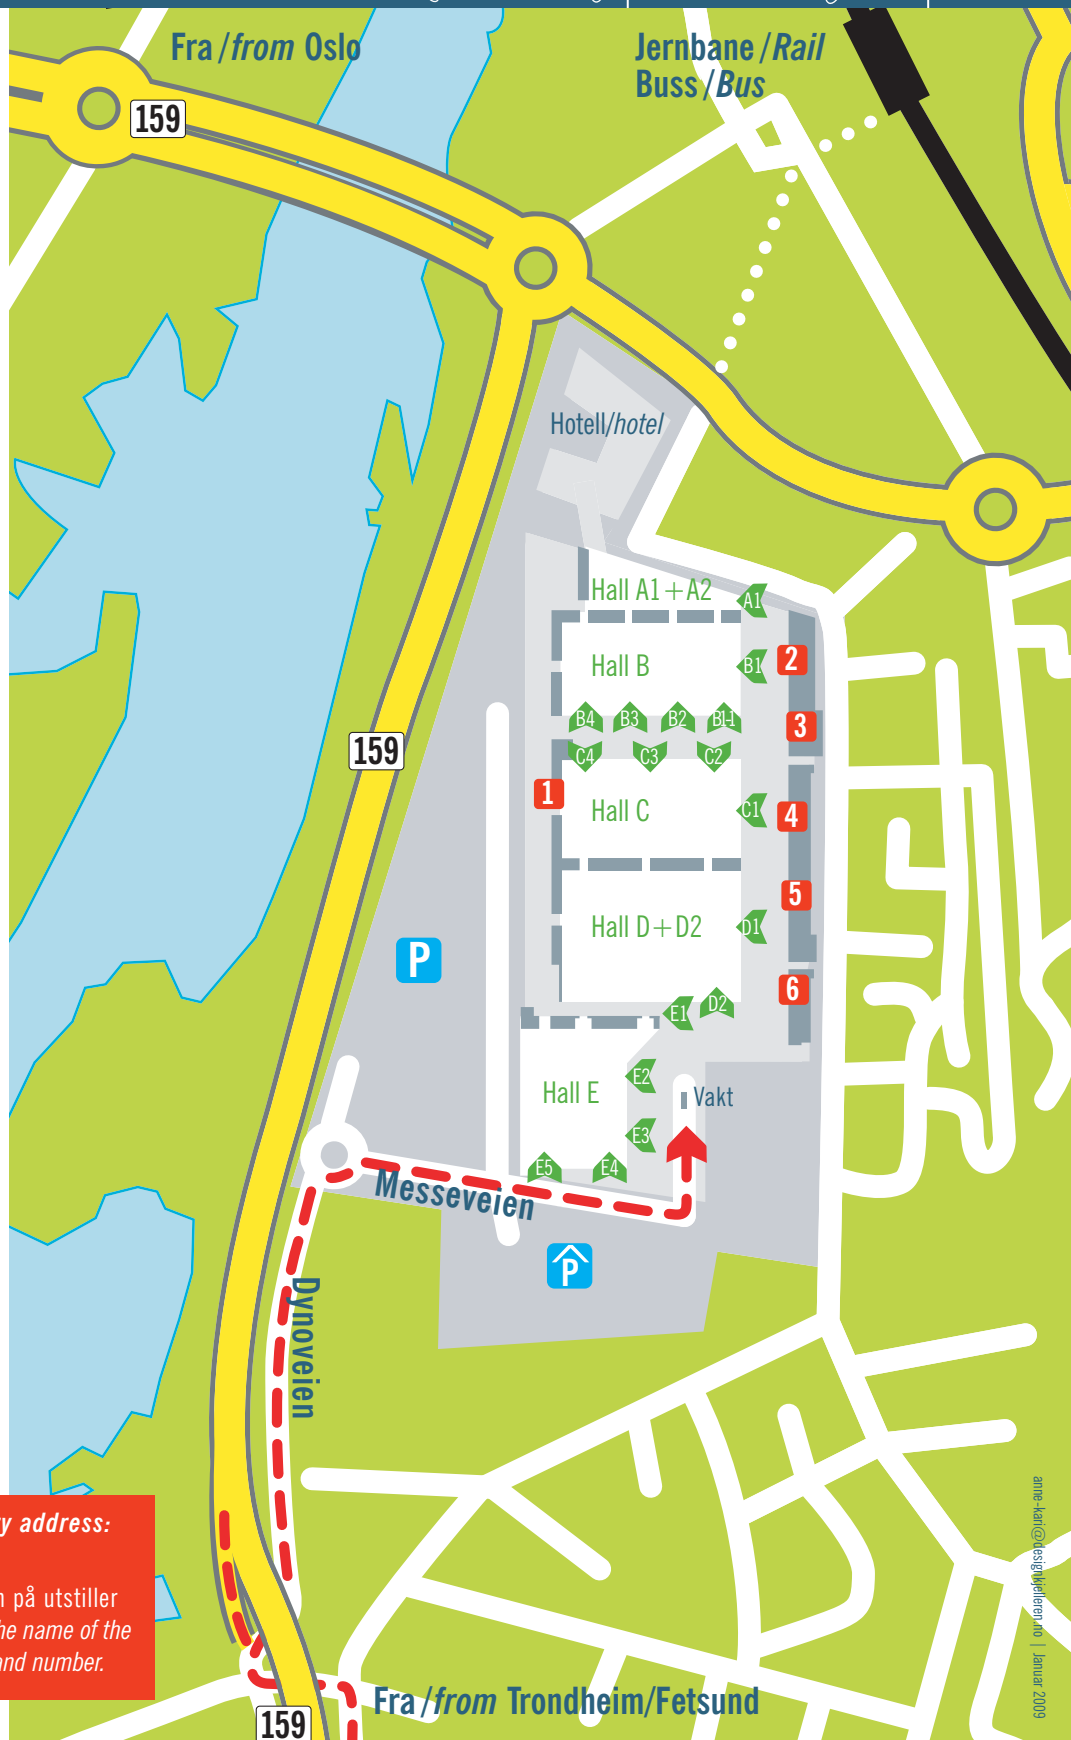 Fra/from Oslo
Jernbane/Rail
Buss/Bus
159
Hotell/hotel
Hall A1+A2
A1
Hall B
B1
2
B4
B3
B2
B1-1
3
159
C4
C3
C2
1
Hall C
C1
4
5
Hall D+D2
D1
P
6
E1
D2
E2
Hall E
Vakt
E3
E5
E4
Messeveien
P
Dynoveien
address:
på utstiller
name of the
number.
Fra/from Trondheim/Fetsund
159
anne-kari@designkjelleren.no | Januar 2009